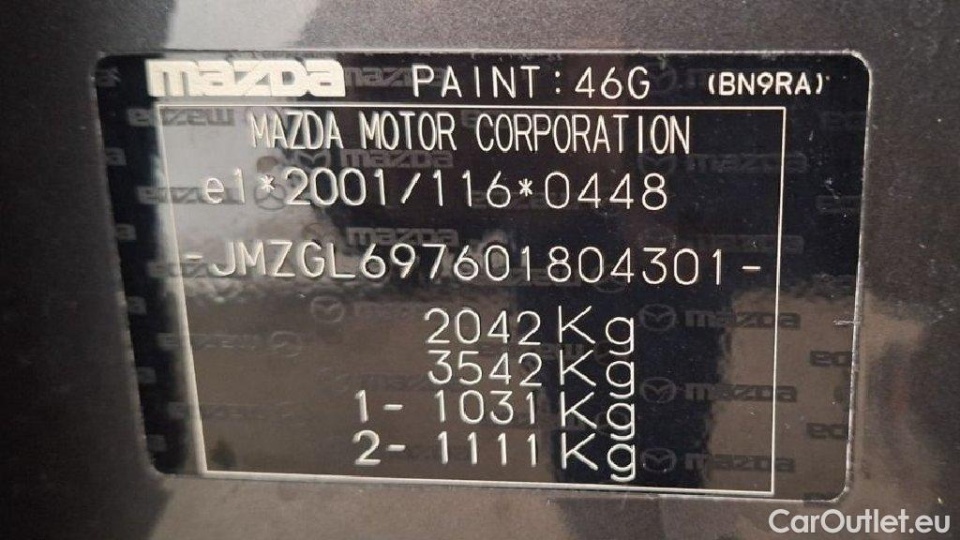 mazda PAINT: 46G (BN9RA)
MAZDA MOTOR CORPORATION
e1*2001/116*0448
-JMZGL697601804301-
2042Kg
3542Kg
1- 1031Kg
2- 1111Kg
CarOutlet.eu